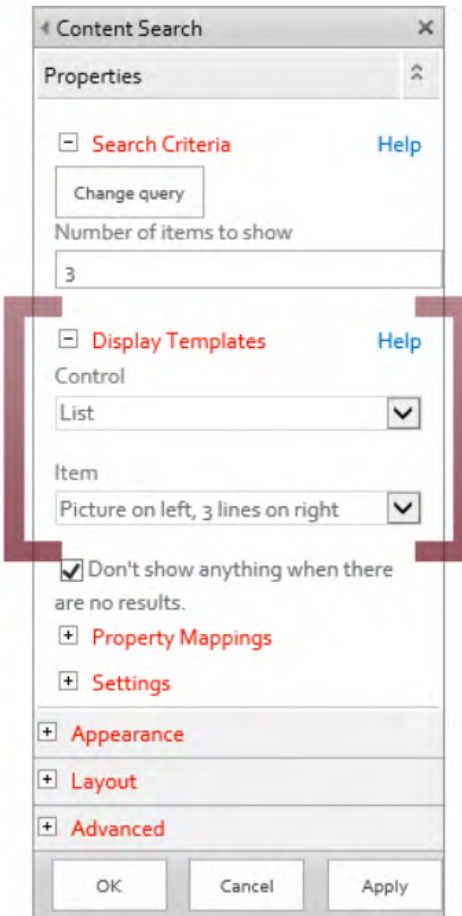 Content Search
Properties
Search Criteria Help
Change query
Number of items to show
3
Display Templates Help
Control
List
Item
Picture on left, 3 lines on right
Don't show anything when there
are no results.
Property Mappings
Settings
Appearance
Layout
Advanced
OK Cancel Apply